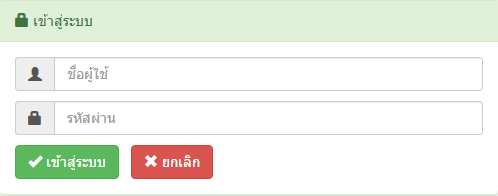 เข้าสู่ระบบ
ชื่อผู้ใช้
รหัสผ่าน
เข้าสู่ระบบ ยกเลิก